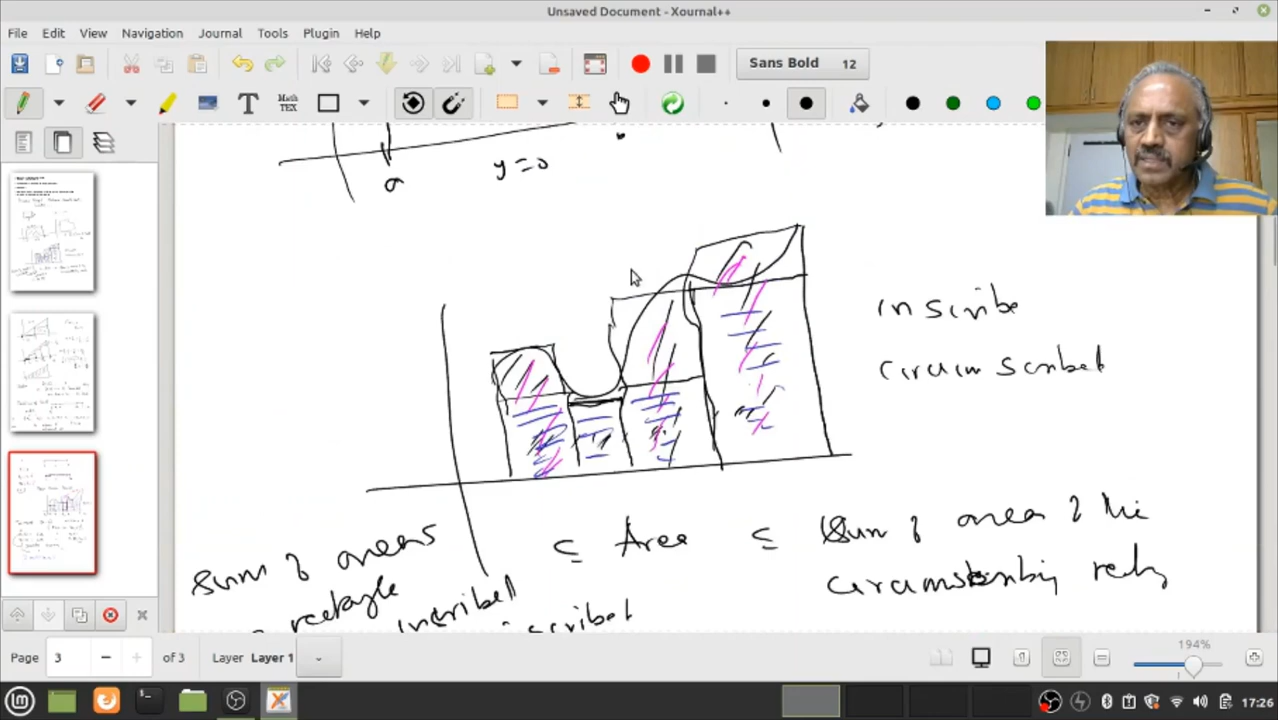 Unsaved Document - Xournal++
File Edit View Navigation Journal Tools Plugin Help
Sans Bold 12
T Math TEX
a
y = 0
inscribe
circumscribed
Sum of areas ≤ Area ≤ Sum of area of the
rectangle
circumscribing
inscribed
Page 3 of 3 Layer Layer 1
194%
17:26